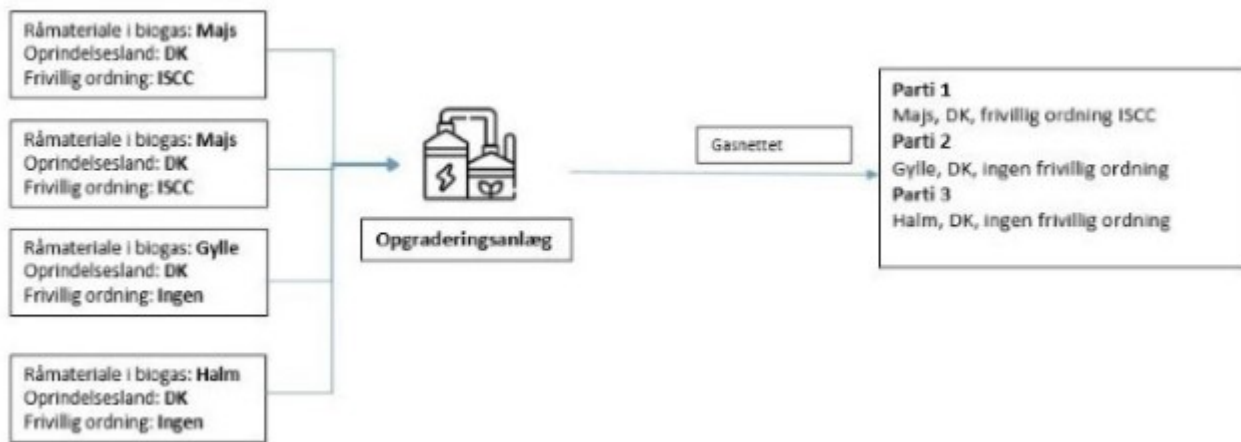 Råmateriale i biogas: Majs
Oprindelsesland: DK
Frivillig ordning: ISCC
Råmateriale i biogas: Majs
Oprindelsesland: DK
Frivillig ordning: ISCC
Råmateriale i biogas: Gylle
Oprindelsesland: DK
Frivillig ordning: Ingen
Råmateriale i biogas: Halm
Oprindelsesland: DK
Frivillig ordning: Ingen
Opgraderingsanlæg
Gasnettet
Parti 1
Majs, DK, frivillig ordning ISCC
Parti 2
Gylle, DK, ingen frivillig ordning
Parti 3
Halm, DK, ingen frivillig ordning